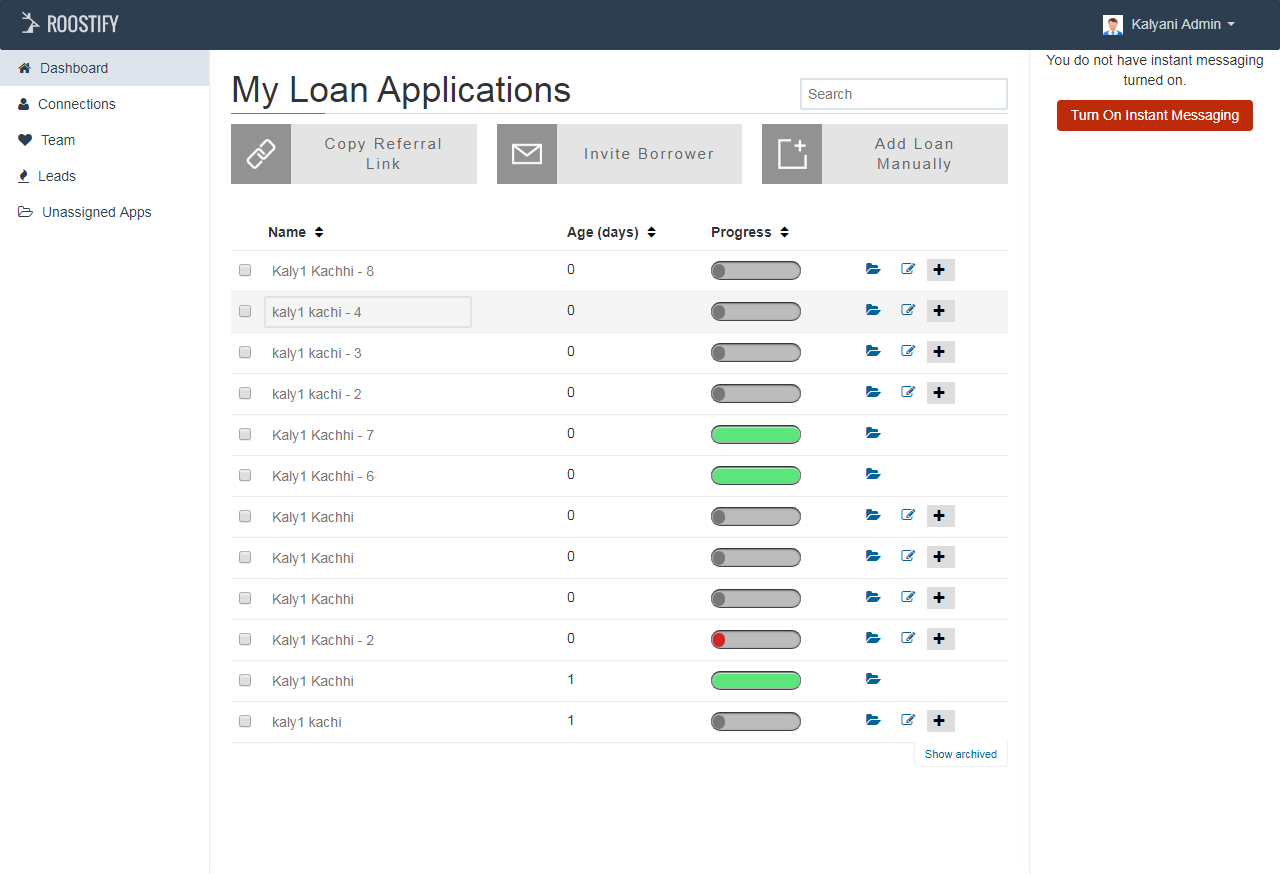 ROOSTIFY
Kalyani Admin
Dashboard
Connections
Team
Leads
Unassigned Apps
My Loan Applications
Search
Copy Referral
Link
Invite Borrower
Add Loan
Manually
Name Age (days) Progress
Kaly1 Kachhi - 8 0
kaly1 kachi - 4 0
kaly1 kachi - 3 0
kaly1 kachi - 2 0
Kaly1 Kachhi - 7 0
Kaly1 Kachhi - 6 0
Kaly1 Kachhi 0
Kaly1 Kachhi 0
Kaly1 Kachhi 0
Kaly1 Kachhi - 2 0
Kaly1 Kachhi 1
kaly1 kachi 1
Show archived
You do not have instant messaging
turned on.
Turn On Instant Messaging